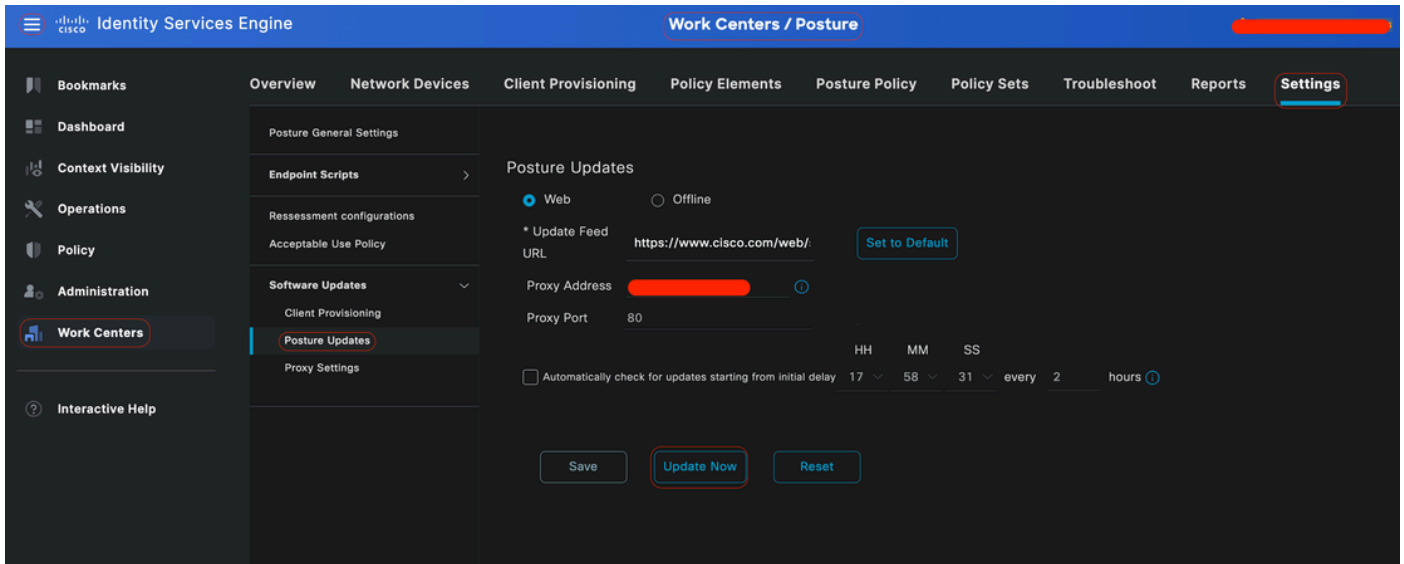 cisco Identity Services Engine
Work Centers / Posture
Bookmarks
Dashboard
Context Visibility
Operations
Policy
Administration
Work Centers
Interactive Help
Overview Network Devices Client Provisioning Policy Elements Posture Policy Policy Sets Troubleshoot Reports Settings
Posture General Settings
Endpoint Scripts
Ressessment configurations
Acceptable Use Policy
Software Updates
Client Provisioning
Posture Updates
Proxy Settings
Posture Updates
Web Offline
* Update Feed
URL
https://www.cisco.com/web/
Set to Default
Proxy Address
Proxy Port 80
HH MM SS
Automatically check for updates starting from initial delay 17 58 31 every 2 hours
Save Update Now Reset